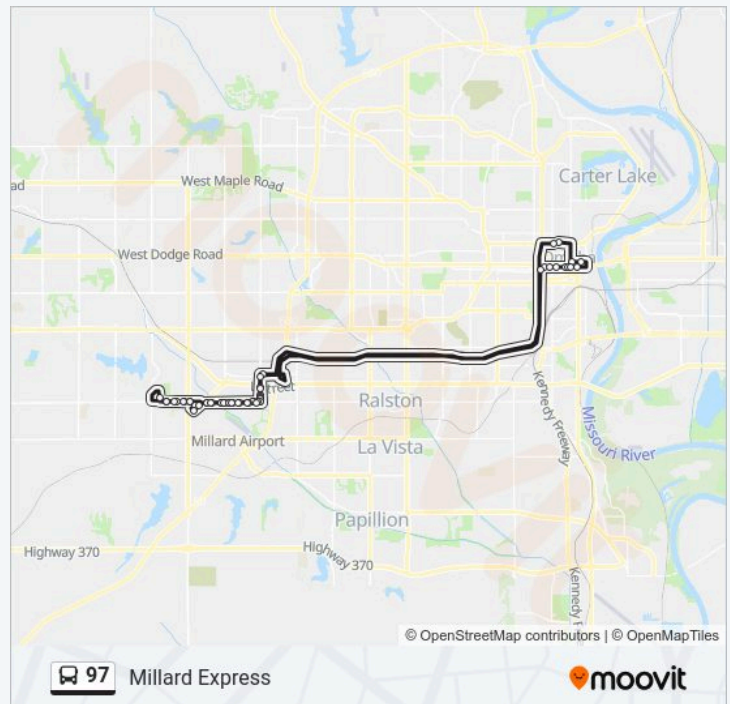 Carter Lake
West Maple Road
ad
West Dodge Road
Ralston
Millard Airport
La Vista
Kennedy Freeway
Missouri River
Papillion
Highway 370
Highway 370
© OpenStreetMap contributors | © OpenMapTiles
97 Millard Express
moovit